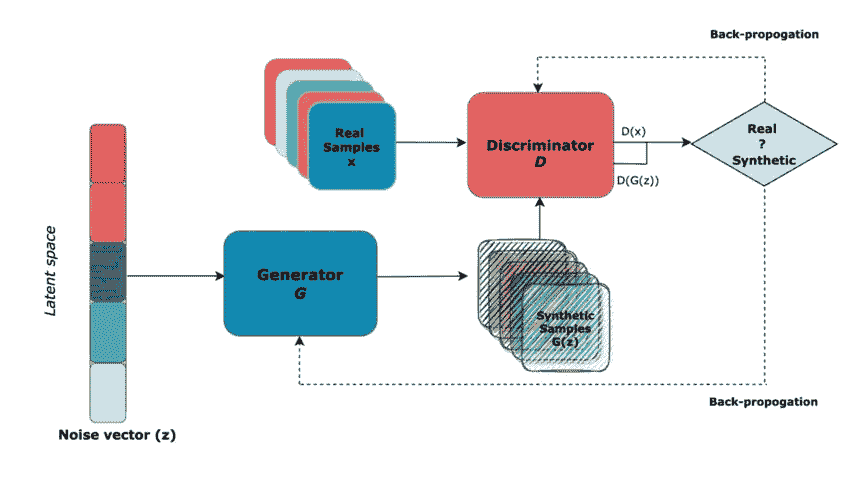 Back-propogation
Real
Samples
x
Discriminator
D
D(x)
D(G(z))
Real
?
Synthetic
Latent space
Generator
G
Synthetic
Samples
G(z)
Back-propogation
Noise vector (z)